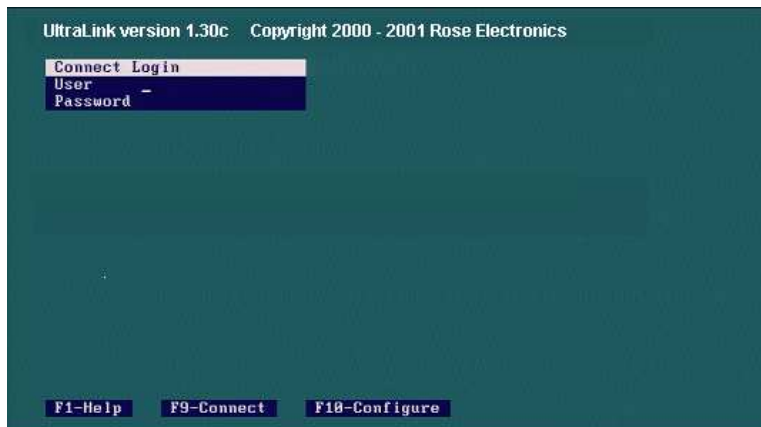 UltraLink version 1.30c Copyright 2000 - 2001 Rose Electronics
Connect Login
User _
Password
F1-Help F9-Connect F10-Configure